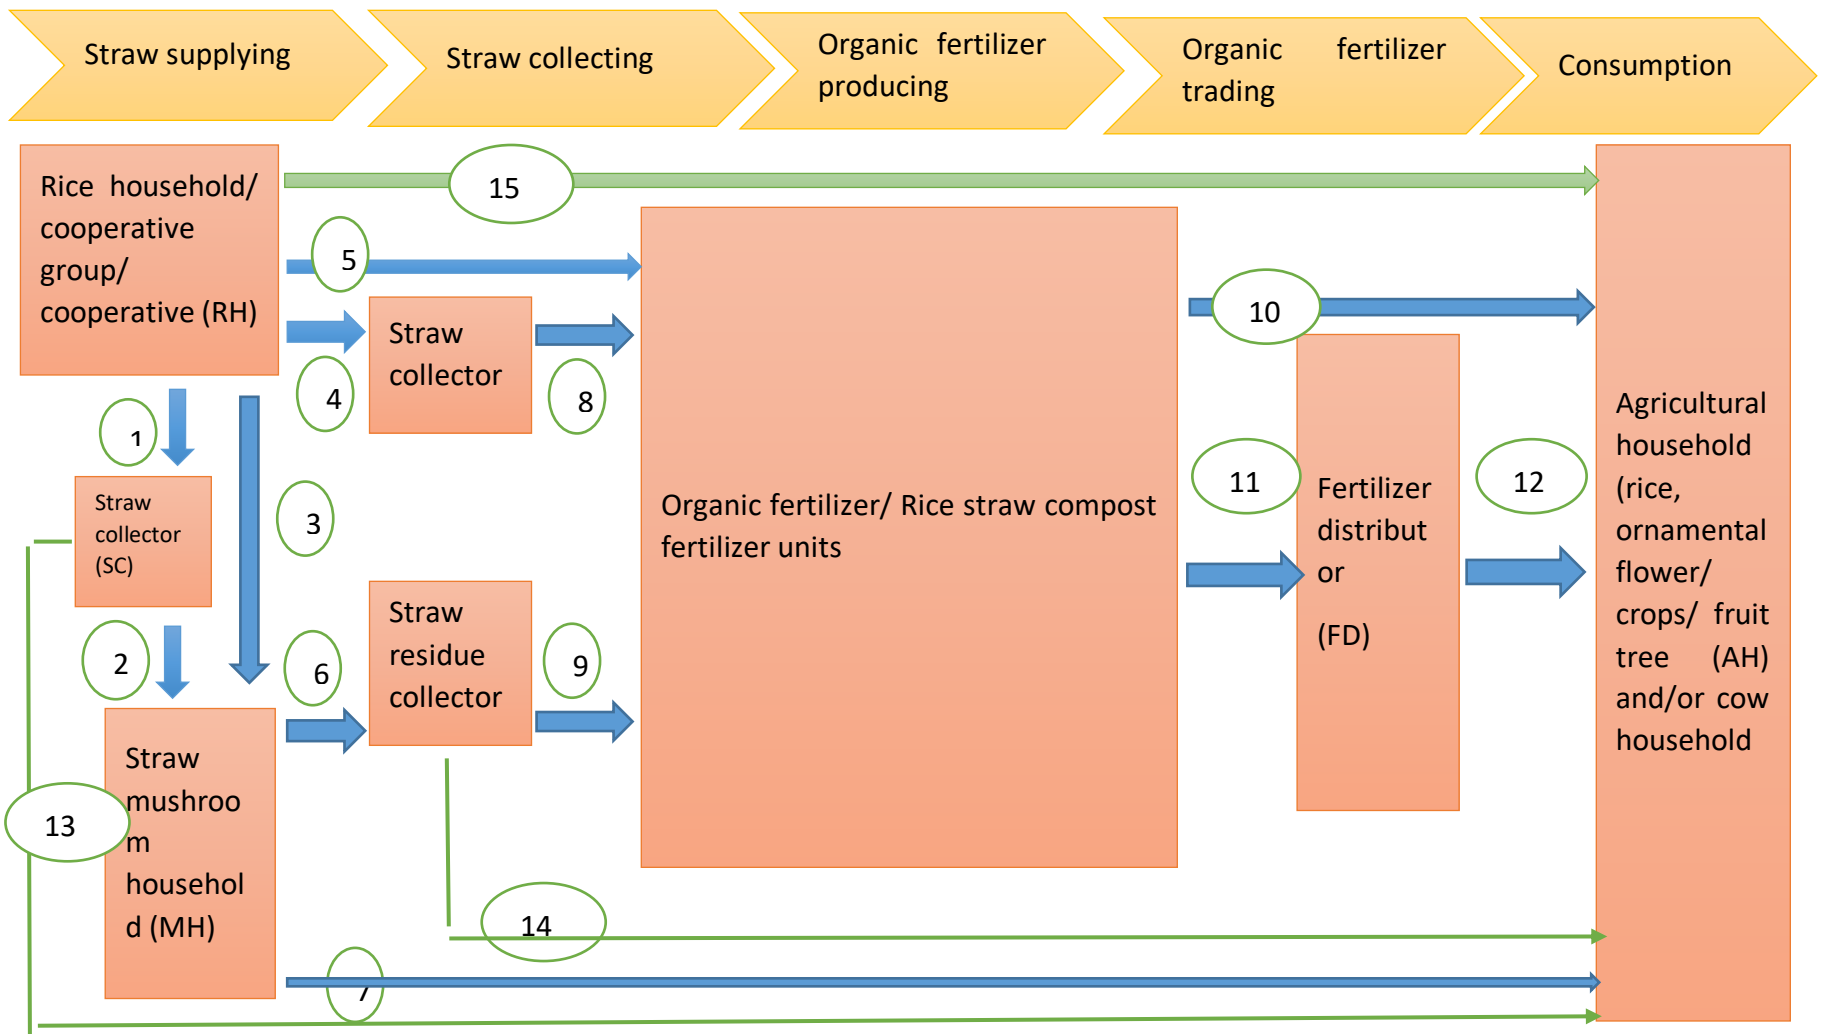 Straw supplying
Straw collecting
Organic fertilizer
producing
Organic fertilizer
trading
Consumption
Rice household/
cooperative
group/
cooperative (RH)
15
5
4
Straw
collector
8
10
1
3
Straw
collector
(SC)
2
6
Straw
residue
collector
9
Organic fertilizer/ Rice straw compost
fertilizer units
11
Fertilizer
distribut
or
(FD)
12
Agricultural
household
(rice,
ornamental
flower/
crops/ fruit
tree (AH)
and/or cow
household
Straw
mushroo
m
househol
d (MH)
13
14
7